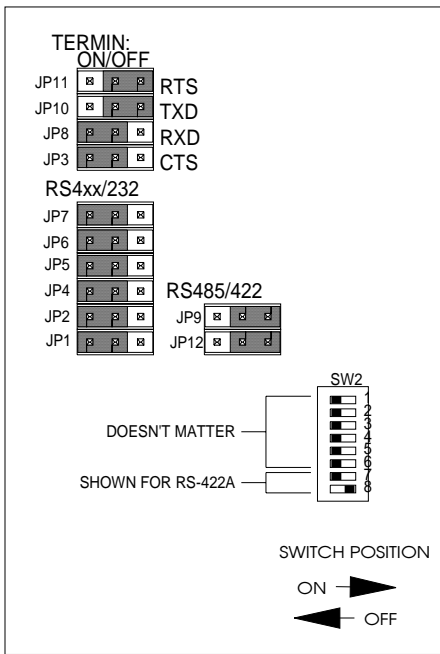 TERMIN:
ON/OFF
JP11 RTS
JP10 TXD
JP8 RXD
JP3 CTS
RS4xx/232
JP7
JP6
JP5
JP4
JP2
JP1
RS485/422
JP9
JP12
SW2
1
2
3
4
5
6
7
8
DOESN'T MATTER
SHOWN FOR RS-422A
SWITCH POSITION
ON
OFF